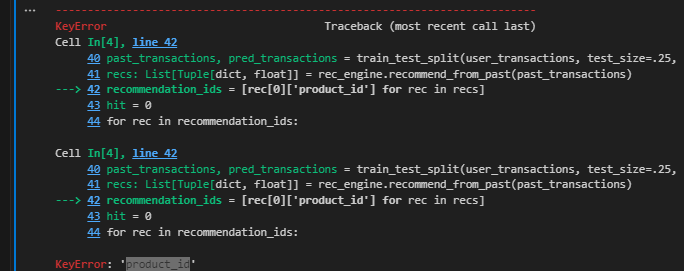 ...
---------------------------------------------------------------------------
KeyError                                  Traceback (most recent call last)
Cell In[4], line 42
     40 past_transactions, pred_transactions = train_test_split(user_transactions, test_size=.25,
     41 recs: List[Tuple[dict, float]] = rec_engine.recommend_from_past(past_transactions)
---> 42 recommendation_ids = [rec[0]['product_id'] for rec in recs]
     43 hit = 0
     44 for rec in recommendation_ids:
Cell In[4], line 42
     40 past_transactions, pred_transactions = train_test_split(user_transactions, test_size=.25,
     41 recs: List[Tuple[dict, float]] = rec_engine.recommend_from_past(past_transactions)
---> 42 recommendation_ids = [rec[0]['product_id'] for rec in recs]
     43 hit = 0
     44 for rec in recommendation_ids:
KeyError: 'product_id'